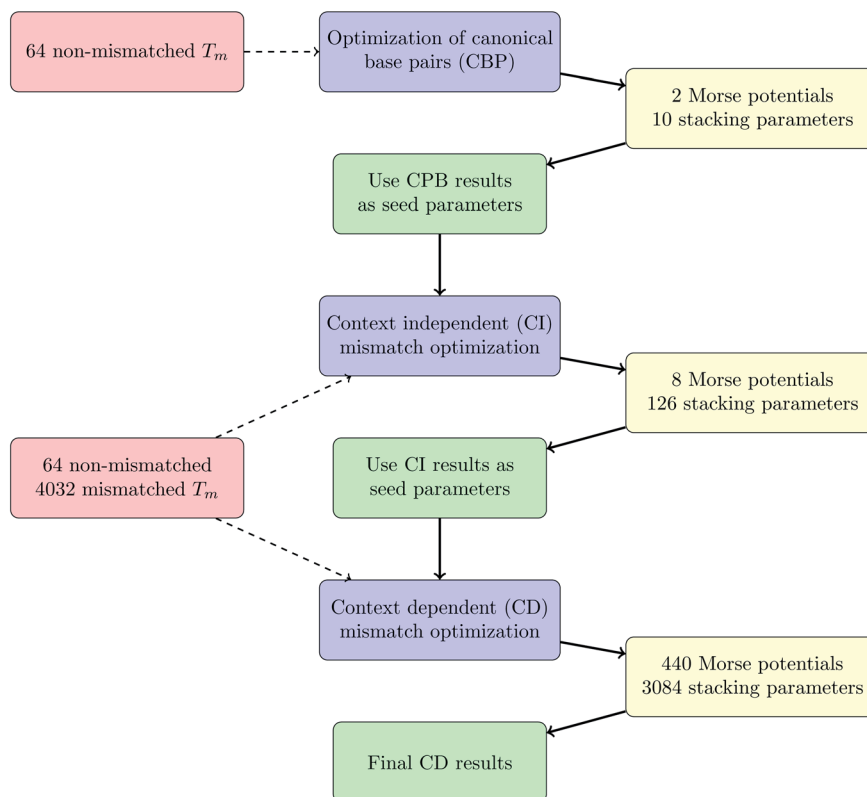 64 non-mismatched Tm
Optimization of canonical
base pairs (CBP)
2 Morse potentials
10 stacking parameters
Use CPB results
as seed parameters
Context independent (CI)
mismatch optimization
8 Morse potentials
126 stacking parameters
64 non-mismatched
4032 mismatched Tm
Use CI results as
seed parameters
Context dependent (CD)
mismatch optimization
440 Morse potentials
3084 stacking parameters
Final CD results